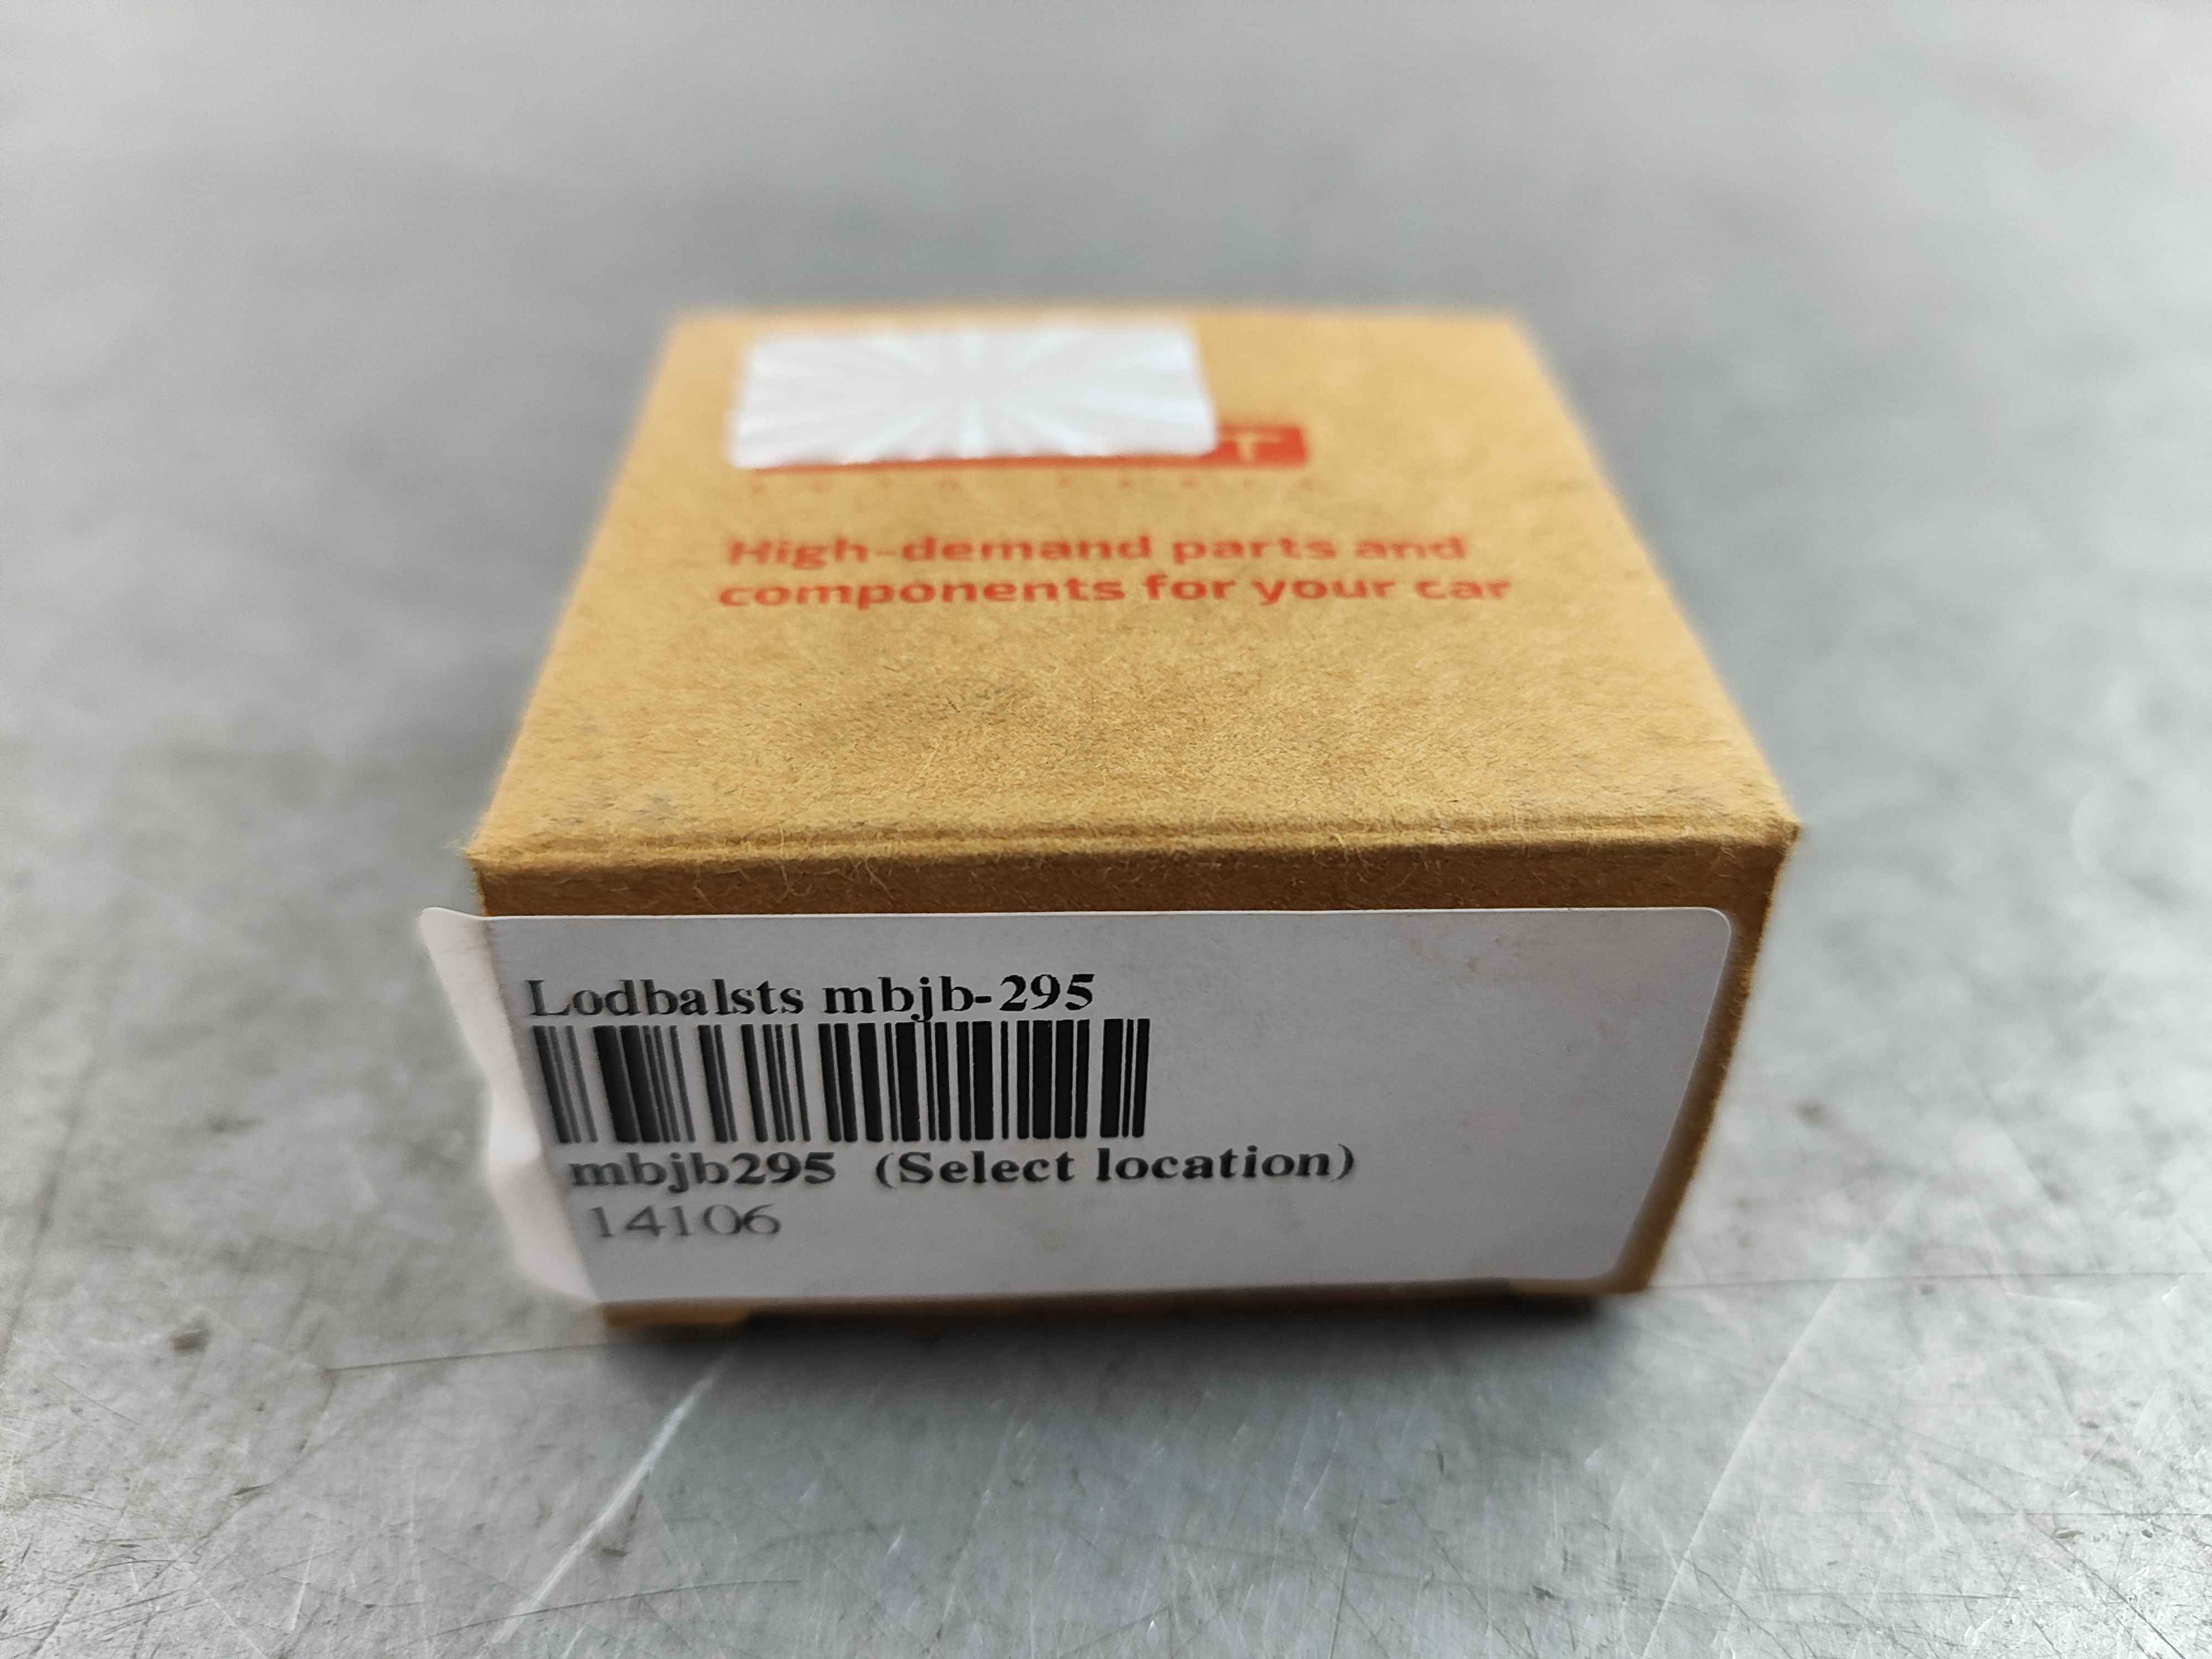 T
High-demand parts and
components for your car
Lodbalsts mbjb-295
mbjb295 (Select location)
14106